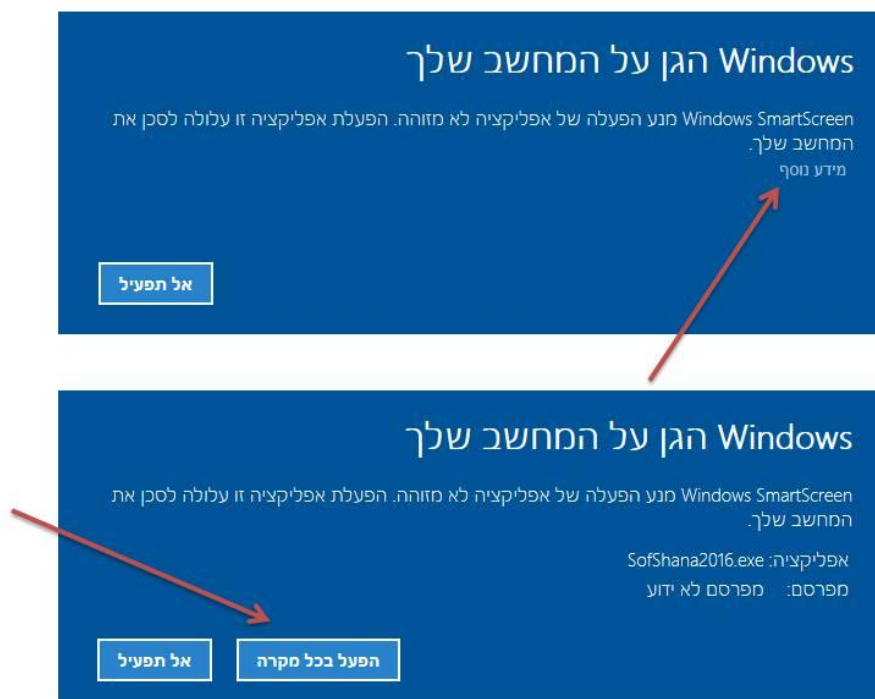 Windows הגן על המחשב שלך
Windows SmartScreen מנע הפעלה של אפליקציה לא מזוהה. הפעלת אפליקציה זו עלולה לסכן את
המחשב שלך.
מידע נוסף
אל תפעיל
Windows הגן על המחשב שלך
Windows SmartScreen מנע הפעלה של אפליקציה לא מזוהה. הפעלת אפליקציה זו עלולה לסכן את
המחשב שלך.
אפליקציה: SofShana2016.exe
מפרסם: מפרסם לא ידוע
הפעל בכל מקרה אל תפעיל